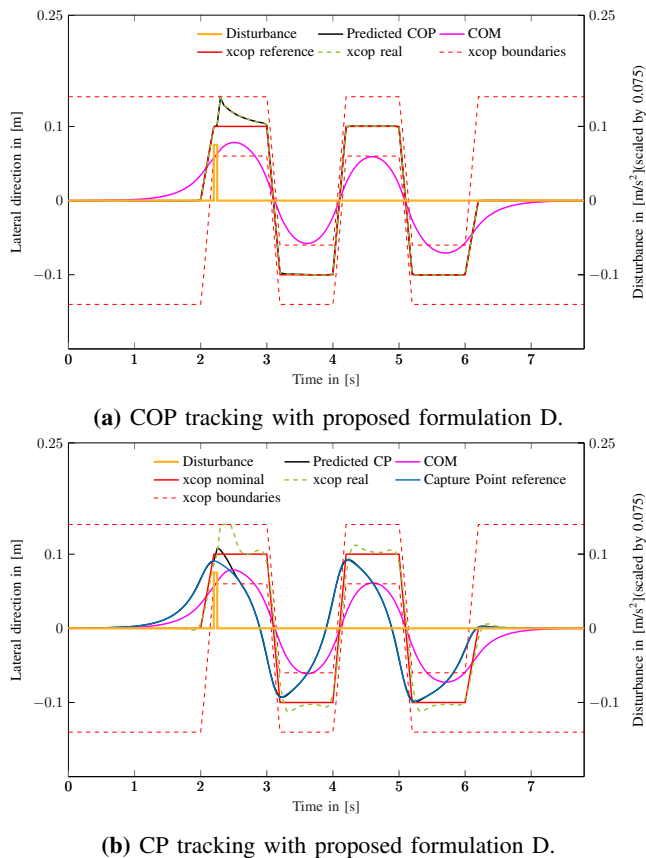 0.25
0.25
Disturbance
Predicted COP
COM
xcop reference
xcop real
xcop boundaries
0.1
0.1
0
0
−0.1
−0.1
Lateral direction in [m]
Disturbance in [m/s²](scaled by 0.075)
0 1 2 3 4 5 6 7
Time in [s]
(a) COP tracking with proposed formulation D.
0.25
0.25
Disturbance
Predicted CP
COM
xcop nominal
xcop real
Capture Point reference
xcop boundaries
0.1
0.1
0
0
−0.1
−0.1
Lateral direction in [m]
Disturbance in [m/s²](scaled by 0.075)
0 1 2 3 4 5 6 7
Time in [s]
(b) CP tracking with proposed formulation D.